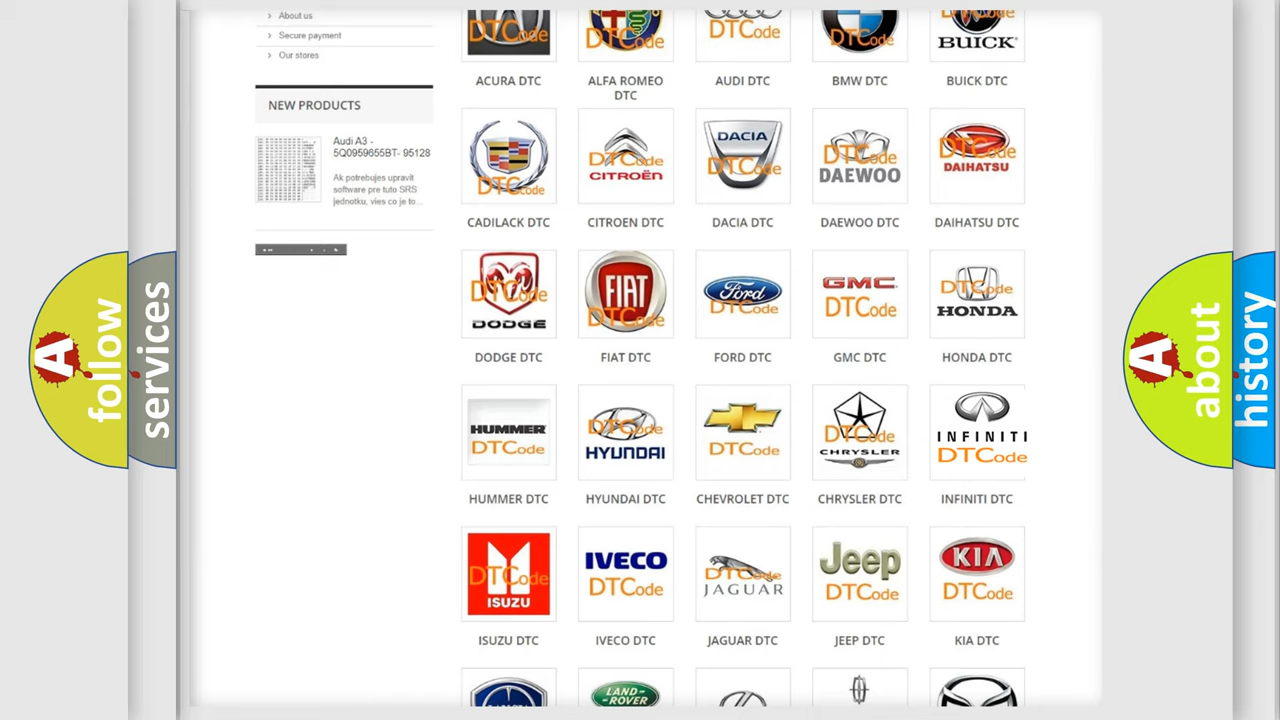 About us
Secure payment
Our stores
NEW PRODUCTS
Audi A3 -
5Q0959655BT- 95128
Ak potrebujes upravit
software pre tuto SRS
jednotku, vies co je to...
DTCode DTCode DTCode DTCode BUICK
ACURA DTC ALFA ROMEO DTC AUDI DTC BMW DTC BUICK DTC
DTCode
DTCode CITROËN
DACIA DTCode
DTCode DAEWOO
DTCode DAIHATSU
CADILACK DTC CITROEN DTC DACIA DTC DAEWOO DTC DAIHATSU DTC
DTCode DODGE
FIAT DTCode
Ford DTCode
GMC DTCode
DTCode HONDA
DODGE DTC FIAT DTC FORD DTC GMC DTC HONDA DTC
HUMMER DTCode
DTCode HYUNDAI
DTCode
DTCode CHRYSLER
INFINITI DTCode
HUMMER DTC HYUNDAI DTC CHEVROLET DTC CHRYSLER DTC INFINITI DTC
DTCode ISUZU
IVECO DTCode
DTCode JAGUAR
Jeep DTCode
KIA DTCode
ISUZU DTC IVECO DTC JAGUAR DTC JEEP DTC KIA DTC
LAND-
ROVER
A follow
services
A about
history